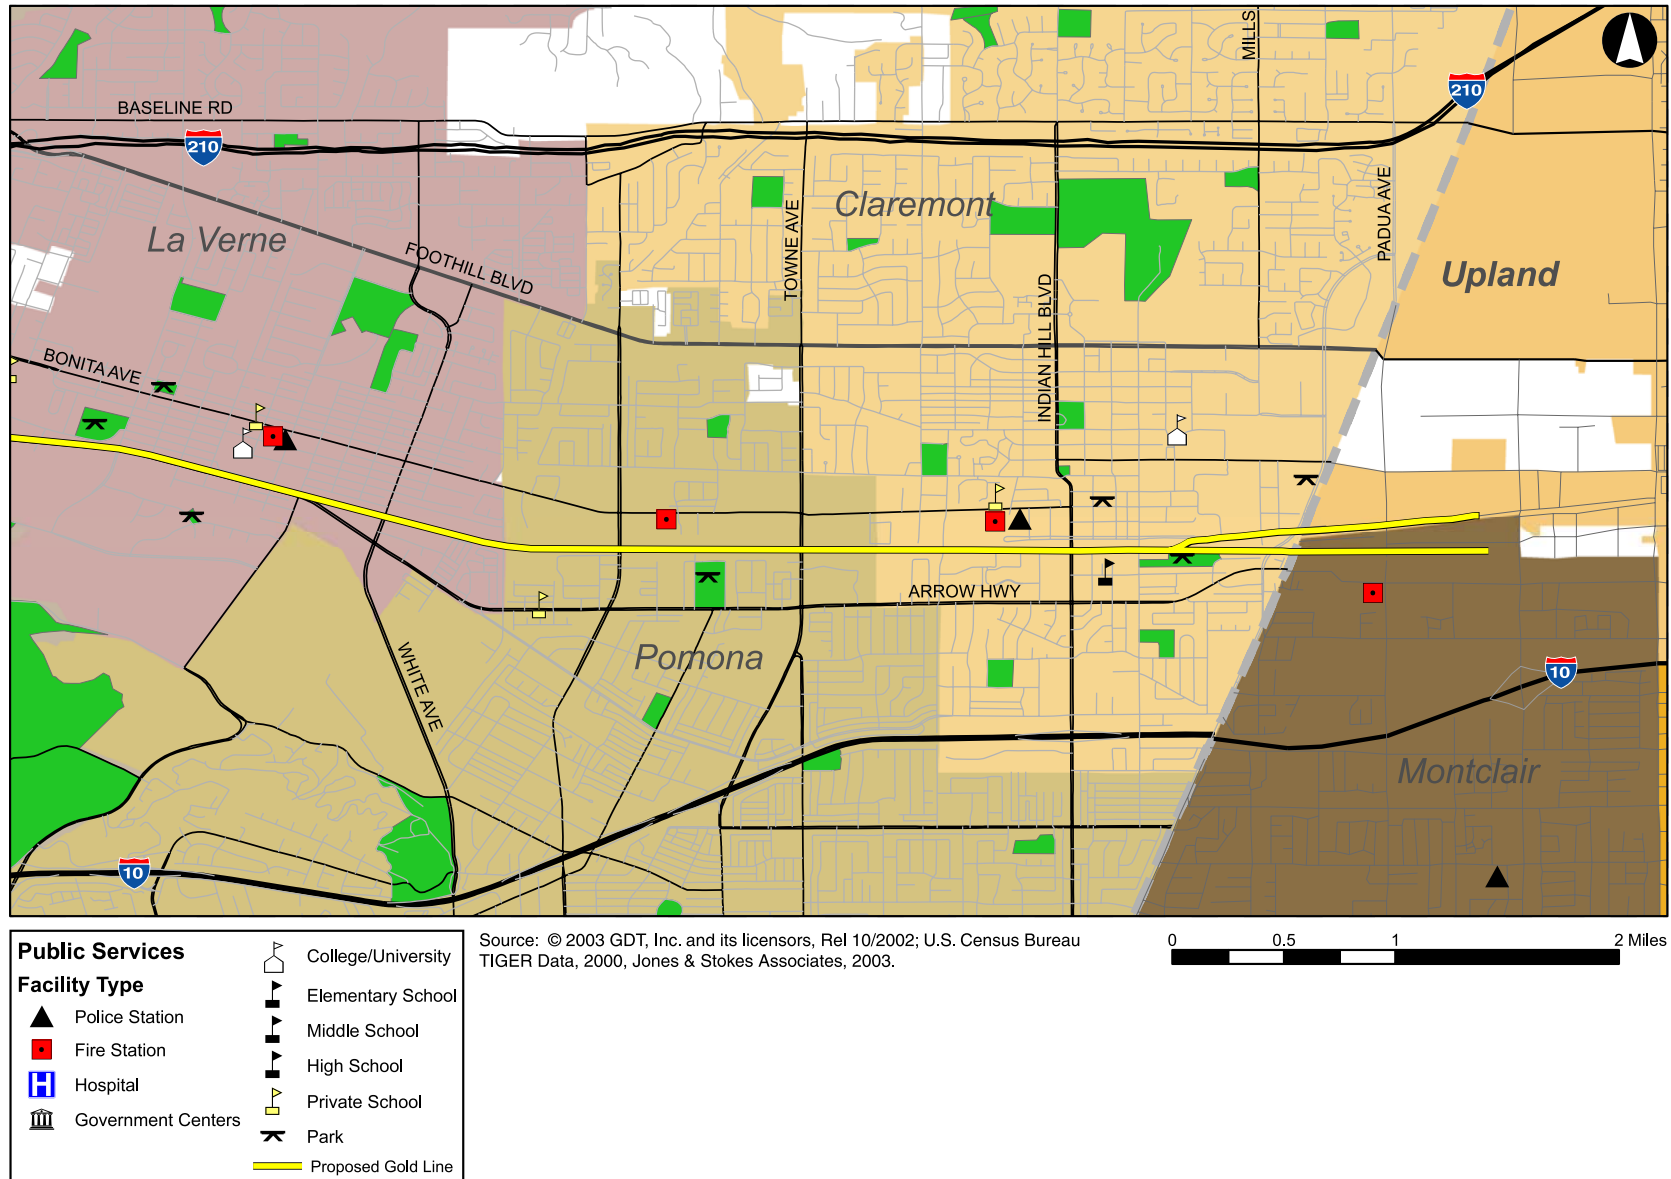 MILLS
210
BASELINE RD
210
Claremont
La Verne
TOWNE AVE
PADUA AVE
FOOTHILL BLVD
Upland
INDIAN HILL BLVD
BONITA AVE
ARROW HWY
Pomona
WHITE AVE
10
Montclair
10
Public Services
Facility Type
Police Station
Fire Station
H Hospital
Government Centers
College/University
Elementary School
Middle School
High School
Private School
Park
Proposed Gold Line
Source: © 2003 GDT, Inc. and its licensors, Rel 10/2002; U.S. Census Bureau
TIGER Data, 2000, Jones & Stokes Associates, 2003.
0 0.5 1 2 Miles